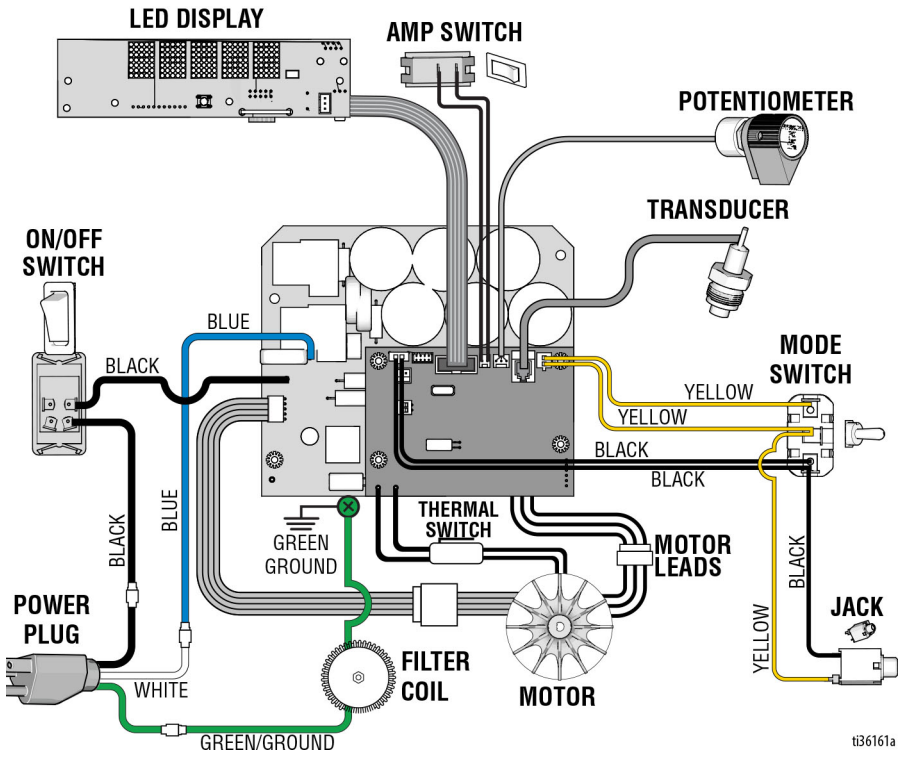 LED DISPLAY
AMP SWITCH
POTENTIOMETER
TRANSDUCER
ON/OFF
SWITCH
BLUE
BLACK
MODE
SWITCH
YELLOW
YELLOW
BLACK
BLACK
THERMAL
SWITCH
GREEN
GROUND
MOTOR
LEADS
BLACK
BLUE
BLACK
YELLOW
POWER
PLUG
JACK
WHITE
FILTER
COIL
MOTOR
GREEN/GROUND
ti36161a